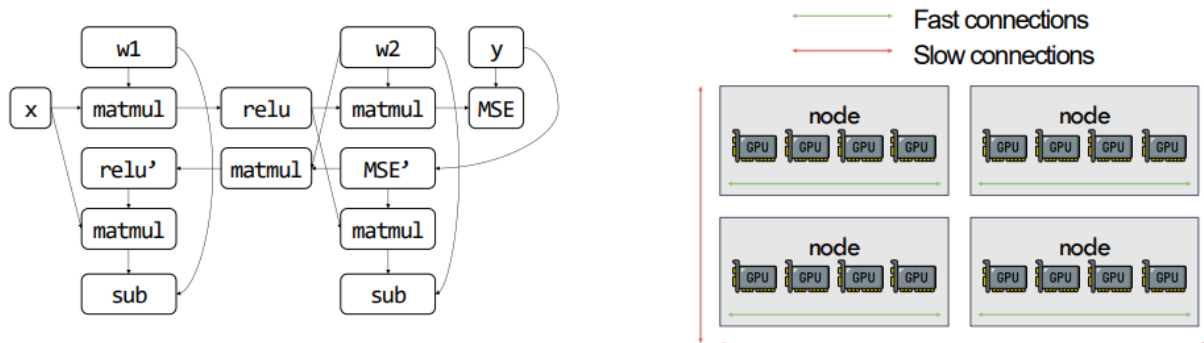 w1
w2
y
x
matmul
relu
matmul
MSE
relu’
matmul
MSE’
matmul
matmul
sub
sub
Fast connections
Slow connections
node
GPU GPU GPU GPU
node
GPU GPU GPU GPU
node
GPU GPU GPU GPU
node
GPU GPU GPU GPU